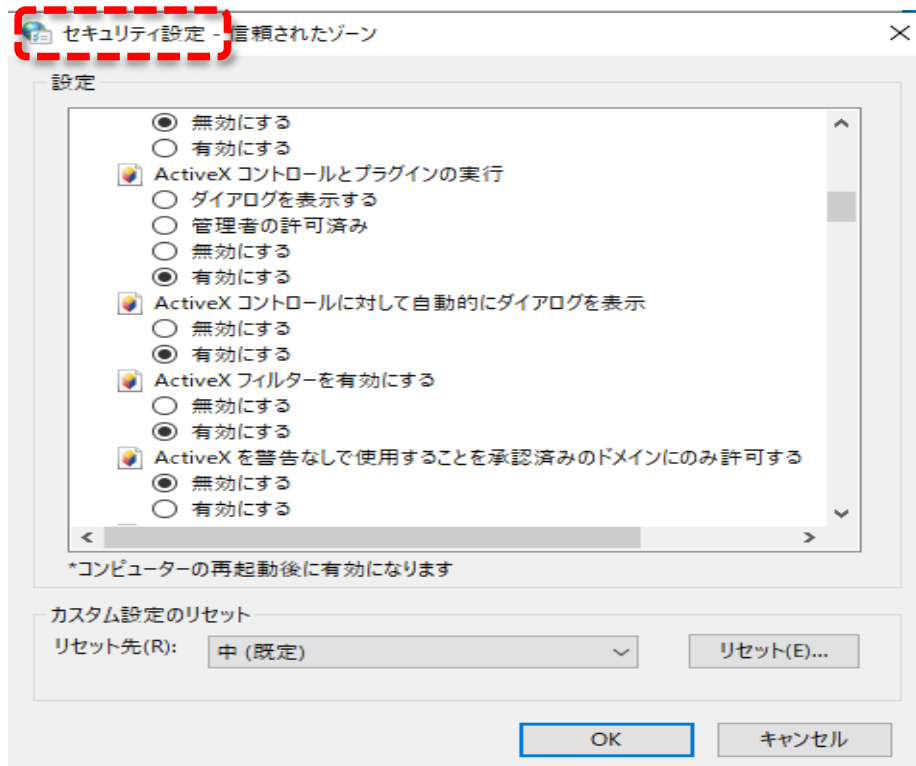 セキュリティ設定 - 信頼されたゾーン
設定
無効にする
有効にする
ActiveX コントロールとプラグインの実行
ダイアログを表示する
管理者の許可済み
無効にする
有効にする
ActiveX コントロールに対して自動的にダイアログを表示
無効にする
有効にする
ActiveX フィルターを有効にする
無効にする
有効にする
ActiveX を警告なしで使用することを承認済みのドメインにのみ許可する
無効にする
有効にする
*コンピューターの再起動後に有効になります
カスタム設定のリセット
リセット先(R): 中 (既定) リセット(E)...
OK キャンセル